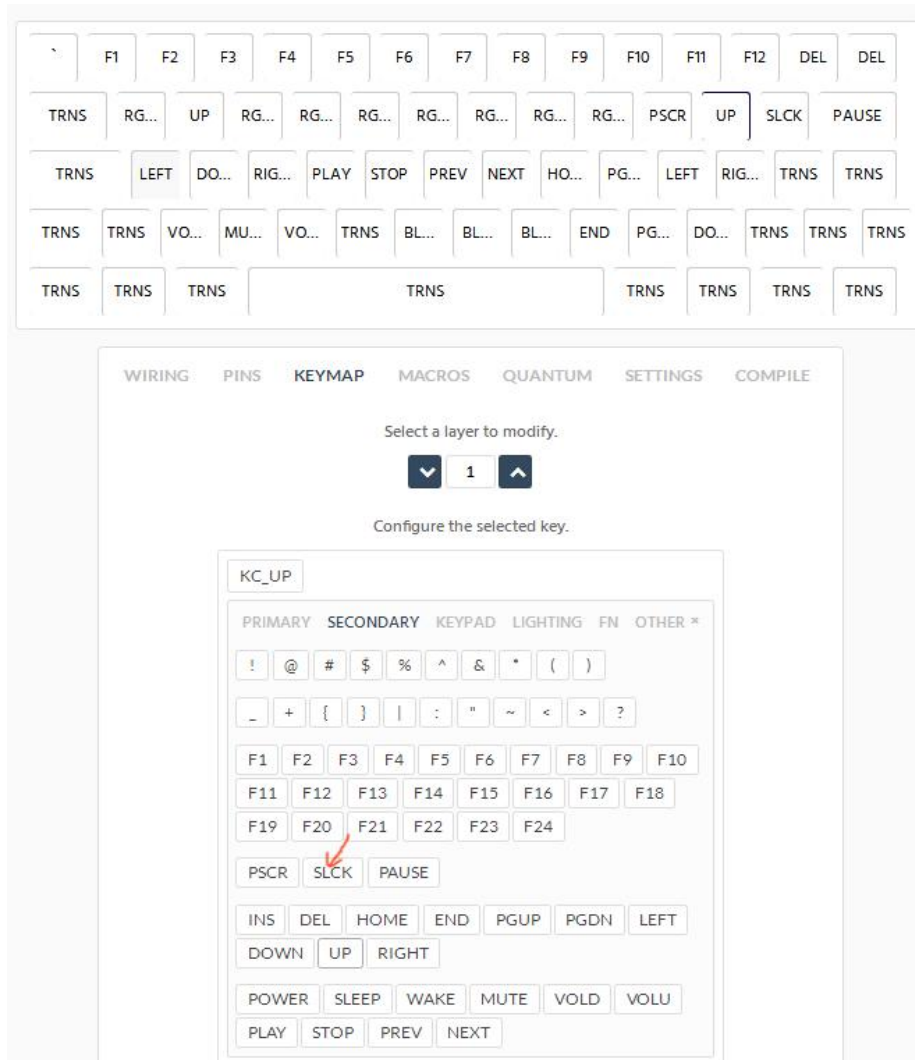 ` F1 F2 F3 F4 F5 F6 F7 F8 F9 F10 F11 F12 DEL DEL
TRNS RG... UP RG... RG... RG... RG... RG... RG... RG... PSCR UP SLCK PAUSE
TRNS LEFT DO... RIG... PLAY STOP PREV NEXT HO... PG... LEFT RIG... TRNS TRNS
TRNS TRNS VO... MU... VO... TRNS BL... BL... BL... END PG... DO... TRNS TRNS TRNS
TRNS TRNS TRNS TRNS TRNS TRNS TRNS TRNS
WIRING PINS KEYMAP MACROS QUANTUM SETTINGS COMPILE
Select a layer to modify.
1
Configure the selected key.
KC_UP
PRIMARY SECONDARY KEYPAD LIGHTING FN OTHER ×
! @ # $ % ^ & * ( )
_ + { } | : " ~ < > ?
F1 F2 F3 F4 F5 F6 F7 F8 F9 F10
F11 F12 F13 F14 F15 F16 F17 F18
F19 F20 F21 F22 F23 F24
PSCR SLCK PAUSE
INS DEL HOME END PGUP PGDN LEFT
DOWN UP RIGHT
POWER SLEEP WAKE MUTE VOLD VOLU
PLAY STOP PREV NEXT